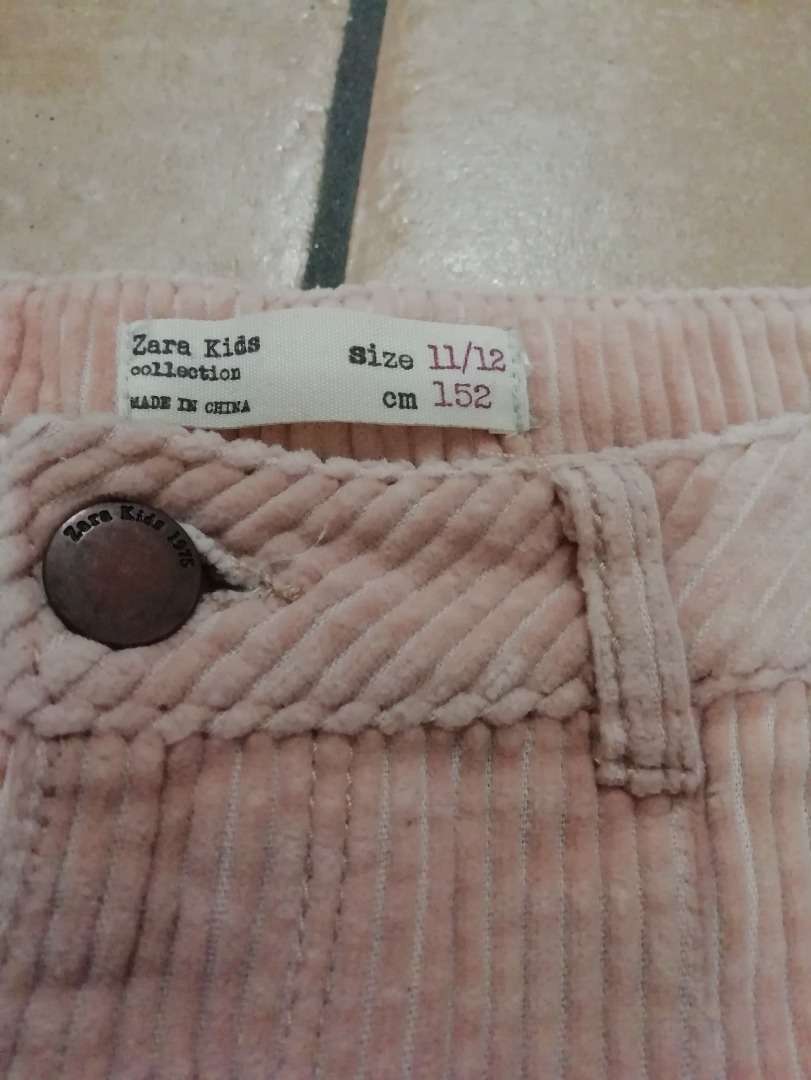 Zara Kids
collection
MADE IN CHINA
Size 11/12
cm 152
Zara Kids 1975